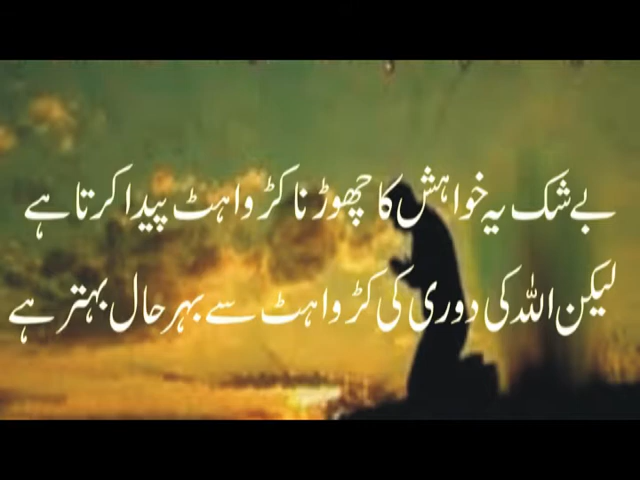 بے شک یہ خواہش کا چھوڑنا کڑواہٹ پیدا کرتا ہے
لیکن اللہ کی دوری کی کڑواہٹ سے بہر حال بہتر ہے